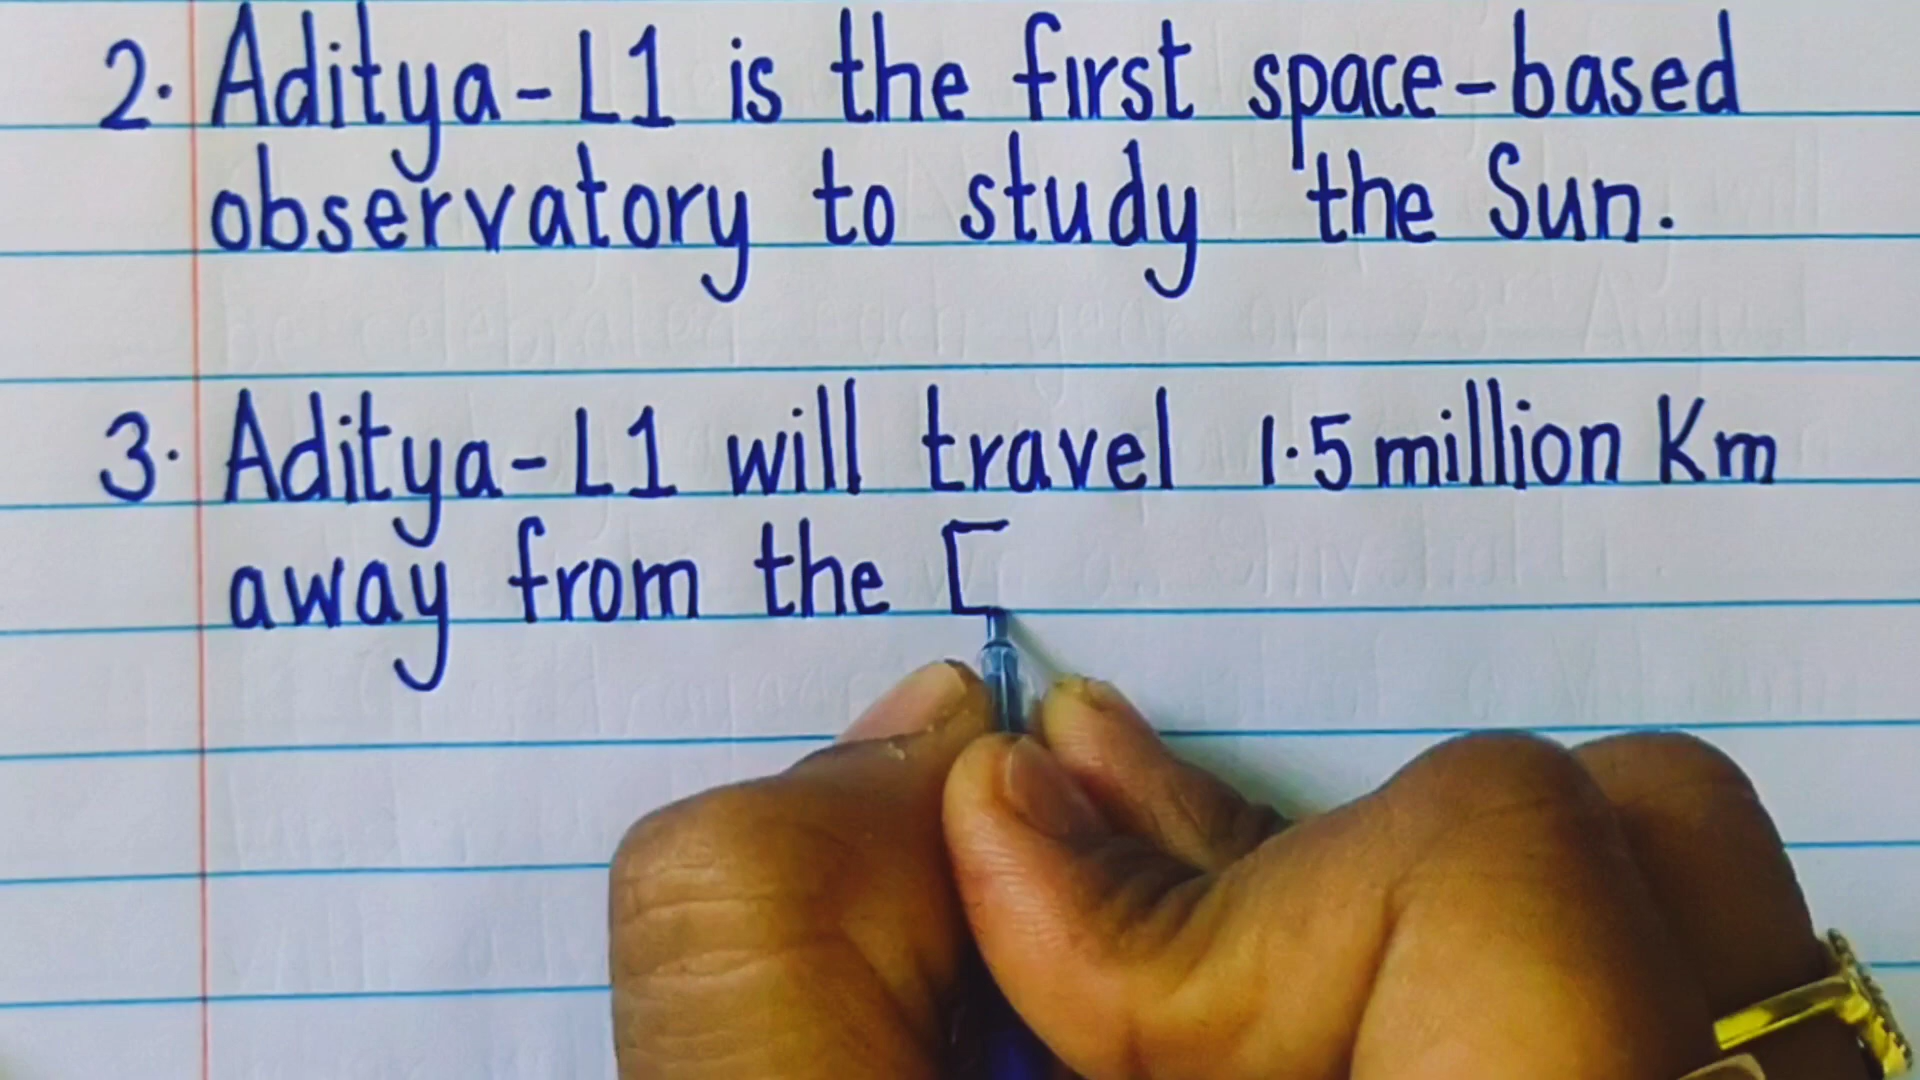 2. Aditya-L1 is the first space-based
observatory to study the Sun.
3. Aditya-L1 will travel 1.5 million Km
away from the